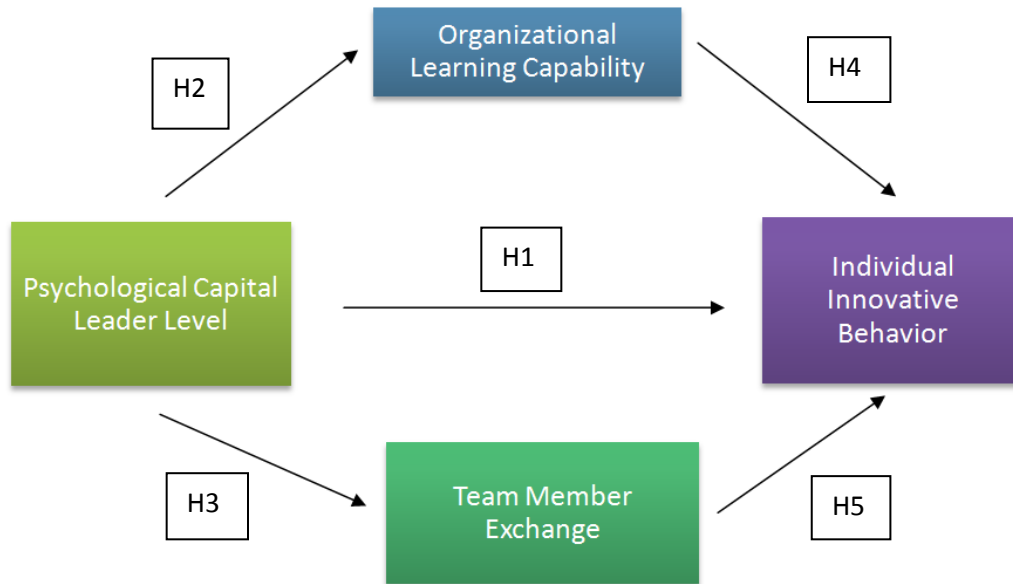 Organizational
Learning Capability
H2
H4
Psychological Capital
Leader Level
H1
Individual
Innovative
Behavior
H3
Team Member
Exchange
H5